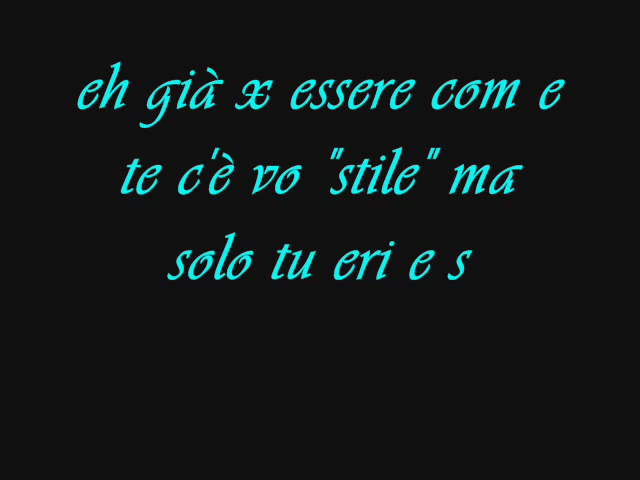 eh già x essere com e
te c'è vo "stile" ma
solo tu eri e s